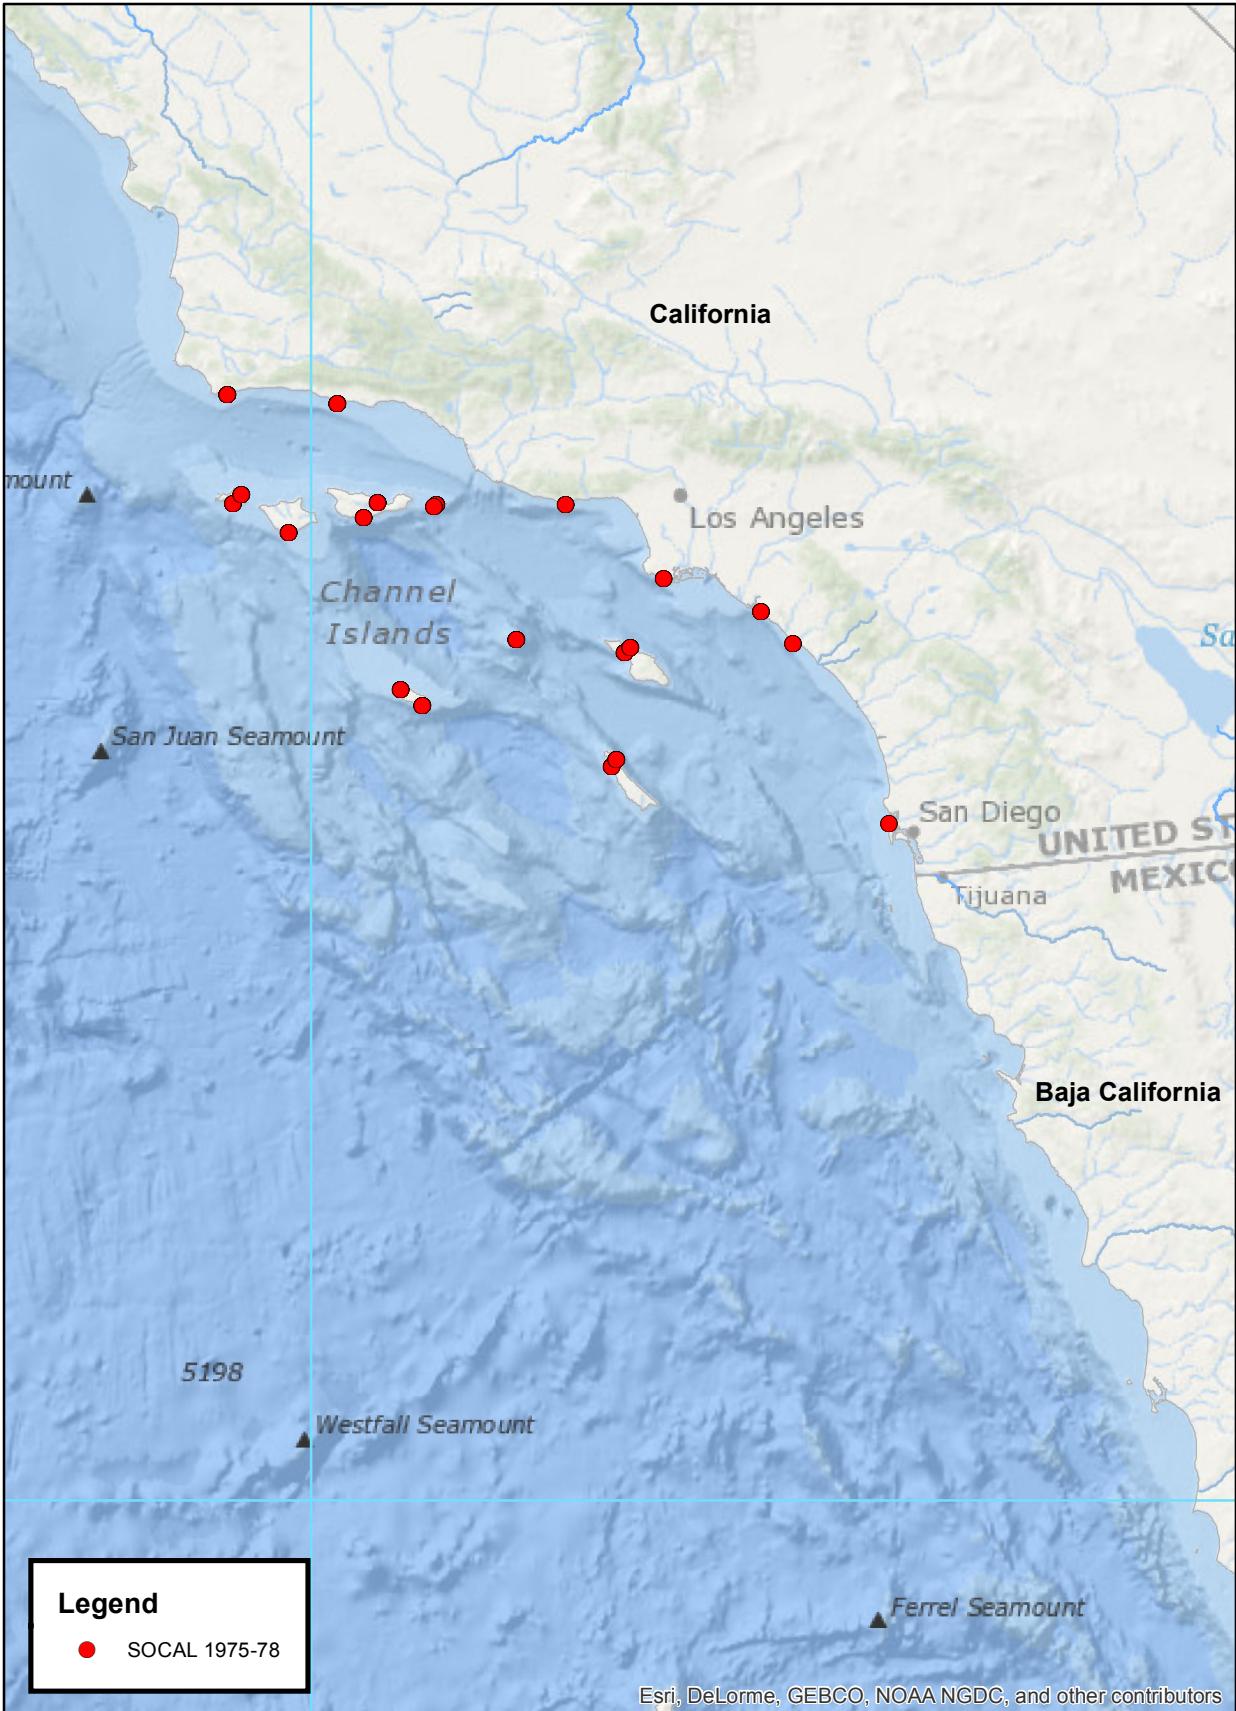 California
mount
Los Angeles
Channel
Islands
Sa
San Juan Seamount
San Diego
UNITED ST
MEXICO
Tijuana
Baja California
5198
Westfall Seamount
Legend
SOCAL 1975-78
Ferrel Seamount
Esri, DeLorme, GEBCO, NOAA NGDC, and other contributors